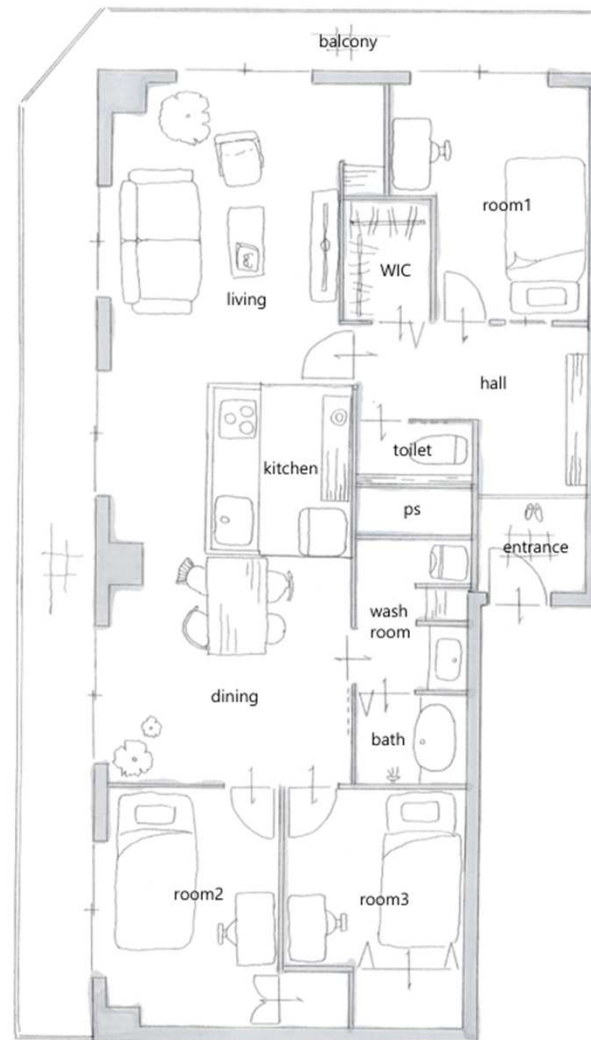 balcony
room1
WIC
living
hall
toilet
kitchen
ps
entrance
wash
room
dining
bath
room2
room3